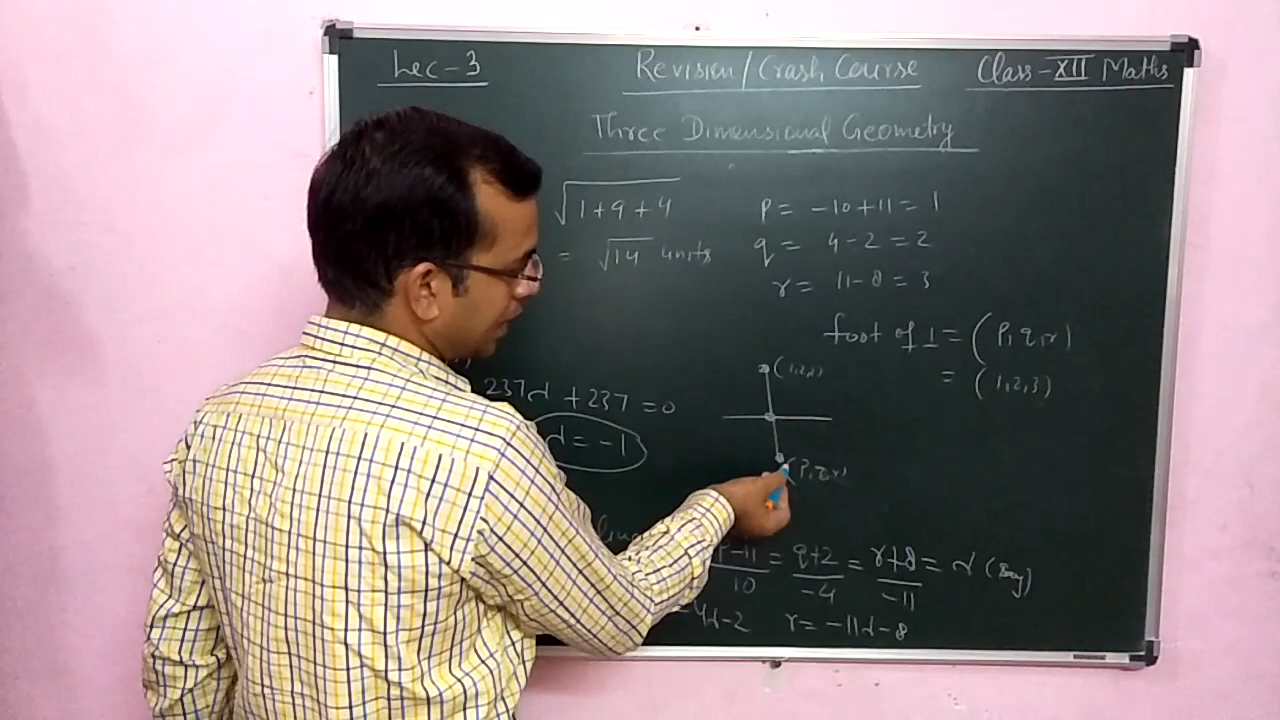 Lec-3
Revision/Crash Course
Class-XII Maths
Three Dimensional Geometry
√1+9+4
= √14 units
p = -10+11 = 1
q = 4-2 = 2
r = 11-8 = 3
foot of ⊥ = (p,q,r)
= (1,2,3)
237α + 237 = 0
α = -1
(p,q,r)
p-11/10 = q+2/-4 = r+8/-11 = α (say)
-4α-2 r = -11α-8